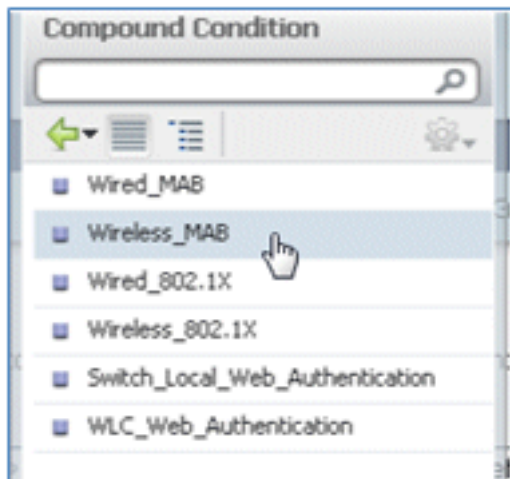 Compound Condition
Wired_MAB
Wireless_MAB
Wired_802.1X
Wireless_802.1X
Switch_Local_Web_Authentication
WLC_Web_Authentication